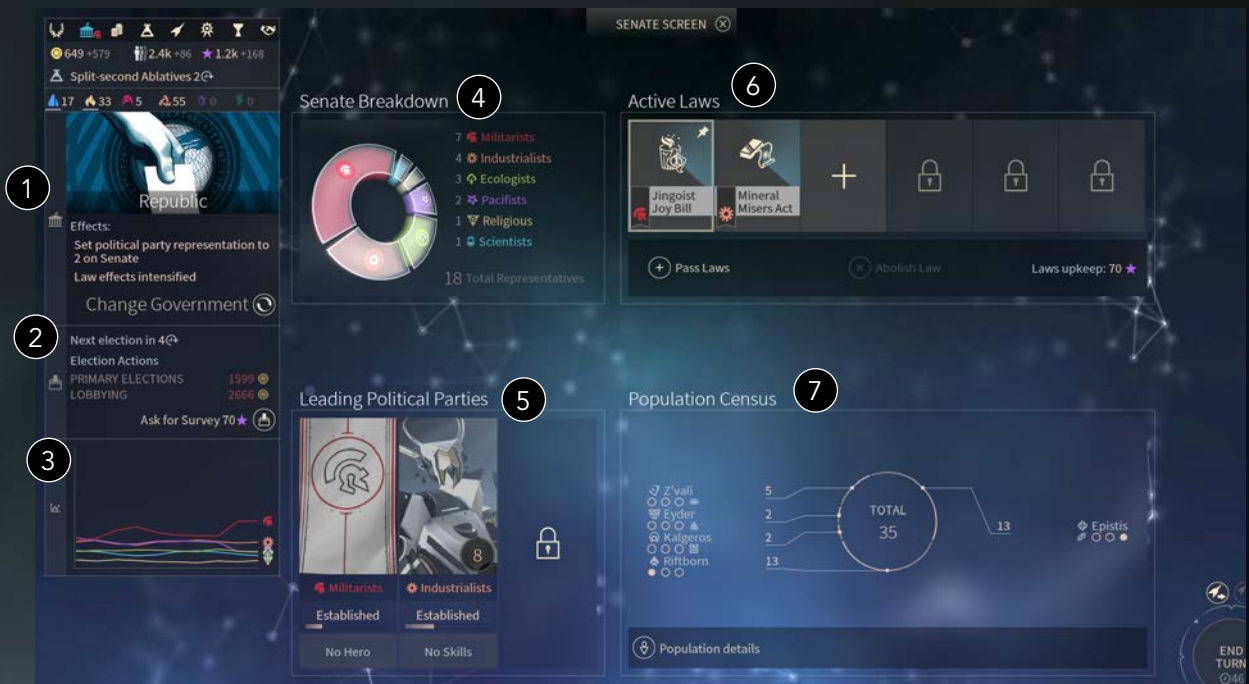 SENATE SCREEN
649 +579 2.4k +86 1.2k +168
Split-second Ablatives 2
17 33 5 55 0 0
1
Republic
Effects:
Set political party representation to
2 on Senate
Law effects intensified
Change Government
2
Next election in 4
Election Actions
PRIMARY ELECTIONS 1599
LOBBYING 2666
Ask for Survey 70
3
Senate Breakdown 4
7 Militarists
4 Industrialists
3 Ecologists
2 Pacifists
1 Religious
1 Scientists
18 Total Representatives
Active Laws 6
Jingoist
Joy Bill
Mineral
Misers Act
Pass Laws
Abolish Law
Laws upkeep: 70
Leading Political Parties 5
8
Militarists
Industrialists
Established
Established
No Hero
No Skills
Population Census 7
Z'vali 5
Eyder 2
Kalgeros 2
Riftborn 13
TOTAL
35
13 Epistis
Population details
END
TURN
46